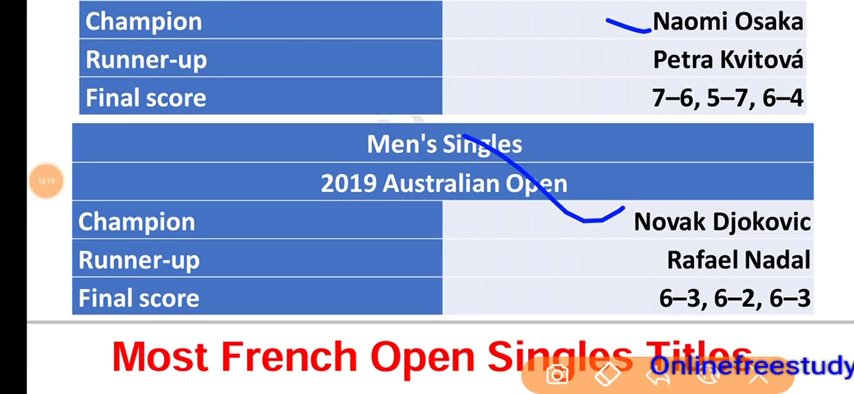 Champion Naomi Osaka
Runner-up Petra Kvitová
Final score 7–6, 5–7, 6–4
Men's Singles
2019 Australian Open
Champion Novak Djokovic
Runner-up Rafael Nadal
Final score 6–3, 6–2, 6–3
13:19
Most French Open Singles Titles
Onlinefreestudy